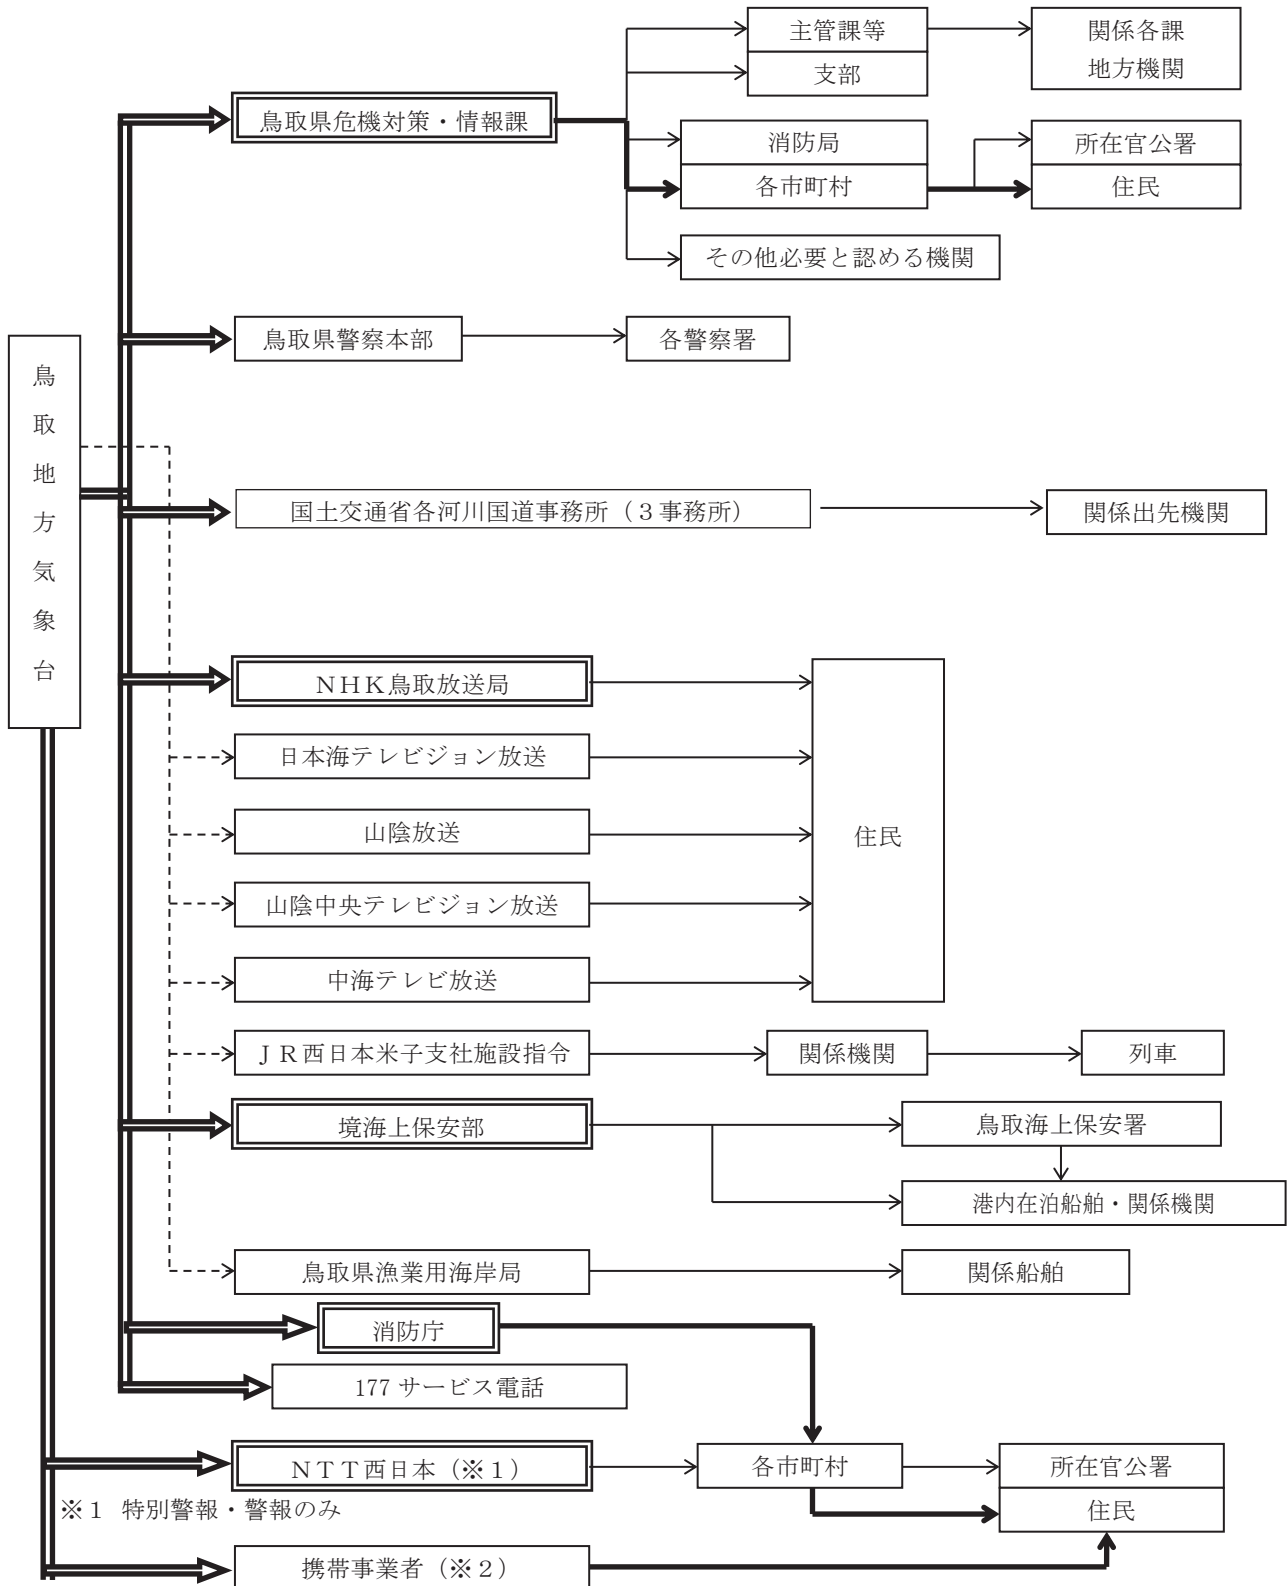 主管課等
関係各課
地方機関
支部
鳥取県危機対策・情報課
消防局
所在官公署
各市町村
住民
その他必要と認める機関
鳥取地方気象台
鳥取県警察本部
各警察署
国土交通省各河川国道事務所（３事務所）
関係出先機関
ＮＨＫ鳥取放送局
日本海テレビジョン放送
山陰放送
住民
山陰中央テレビジョン放送
中海テレビ放送
ＪＲ西日本米子支社施設指令
関係機関
列車
境海上保安部
鳥取海上保安署
港内在泊船舶・関係機関
鳥取県漁業用海岸局
関係船舶
消防庁
177 サービス電話
ＮＴＴ西日本（※１）
各市町村
所在官公署
住民
※１ 特別警報・警報のみ
携帯事業者（※２）